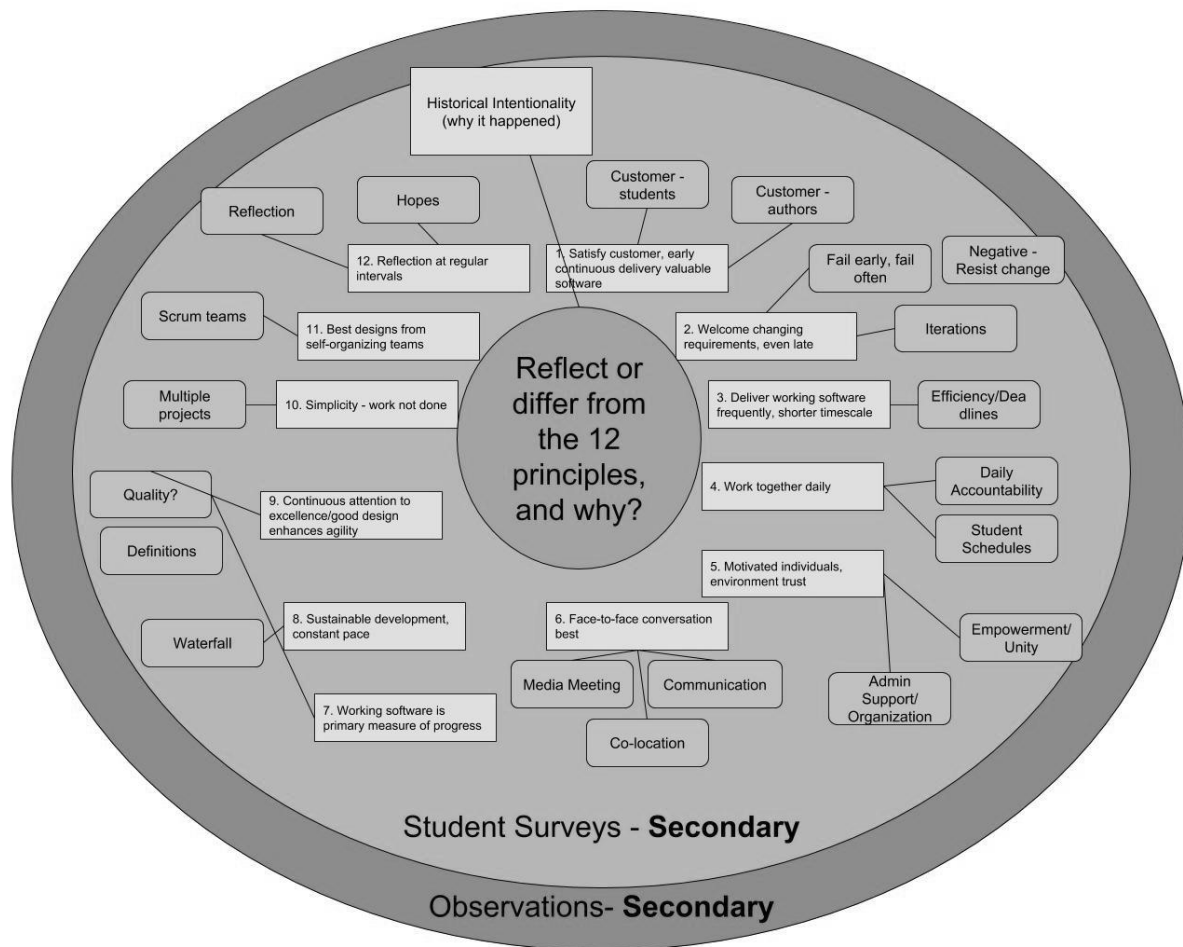 Historical Intentionality
(why it happened)
Customer -
students
Customer -
authors
Reflection
Hopes
12. Reflection at regular
intervals
1. Satisfy customer, early
continuous delivery valuable
software
Fail early, fail
often
Negative -
Resist change
Scrum teams
11. Best designs from
self-organizing teams
2. Welcome changing
requirements, even late
Iterations
Reflect or
differ from
the 12
principles,
and why?
Multiple
projects
10. Simplicity - work not done
3. Deliver working software
frequently, shorter timescale
Efficiency/Dea
dlines
Quality?
9. Continuous attention to
excellence/good design
enhances agility
4. Work together daily
Daily
Accountability
Student
Schedules
Definitions
5. Motivated individuals,
environment trust
Waterfall
8. Sustainable development,
constant pace
6. Face-to-face conversation
best
Empowerment/
Unity
Media Meeting
Communication
Admin
Support/
Organization
7. Working software is
primary measure of progress
Co-location
Student Surveys - Secondary
Observations- Secondary